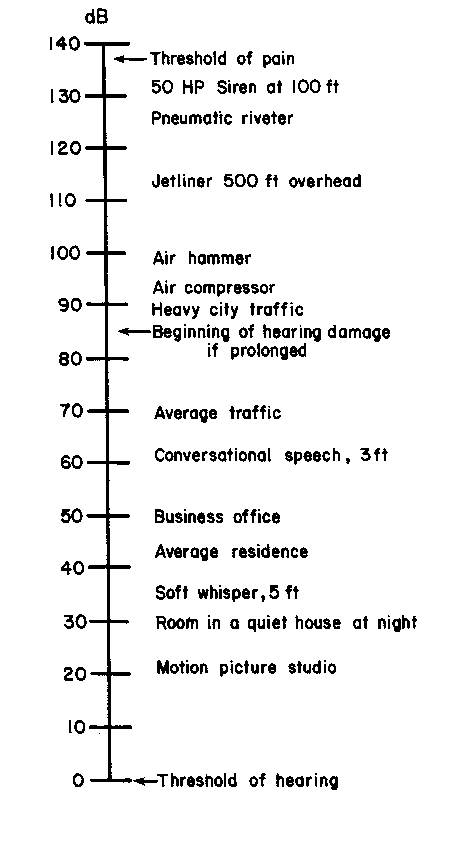 dB
140
Threshold of pain
50 HP Siren at 100 ft
130
Pneumatic riveter
120
Jetliner 500 ft overhead
110
100
Air hammer
Air compressor
90
Heavy city traffic
Beginning of hearing damage
if prolonged
80
70
Average traffic
Conversational speech, 3 ft
60
50
Business office
Average residence
40
Soft whisper, 5 ft
30
Room in a quiet house at night
20
Motion picture studio
10
0
Threshold of hearing